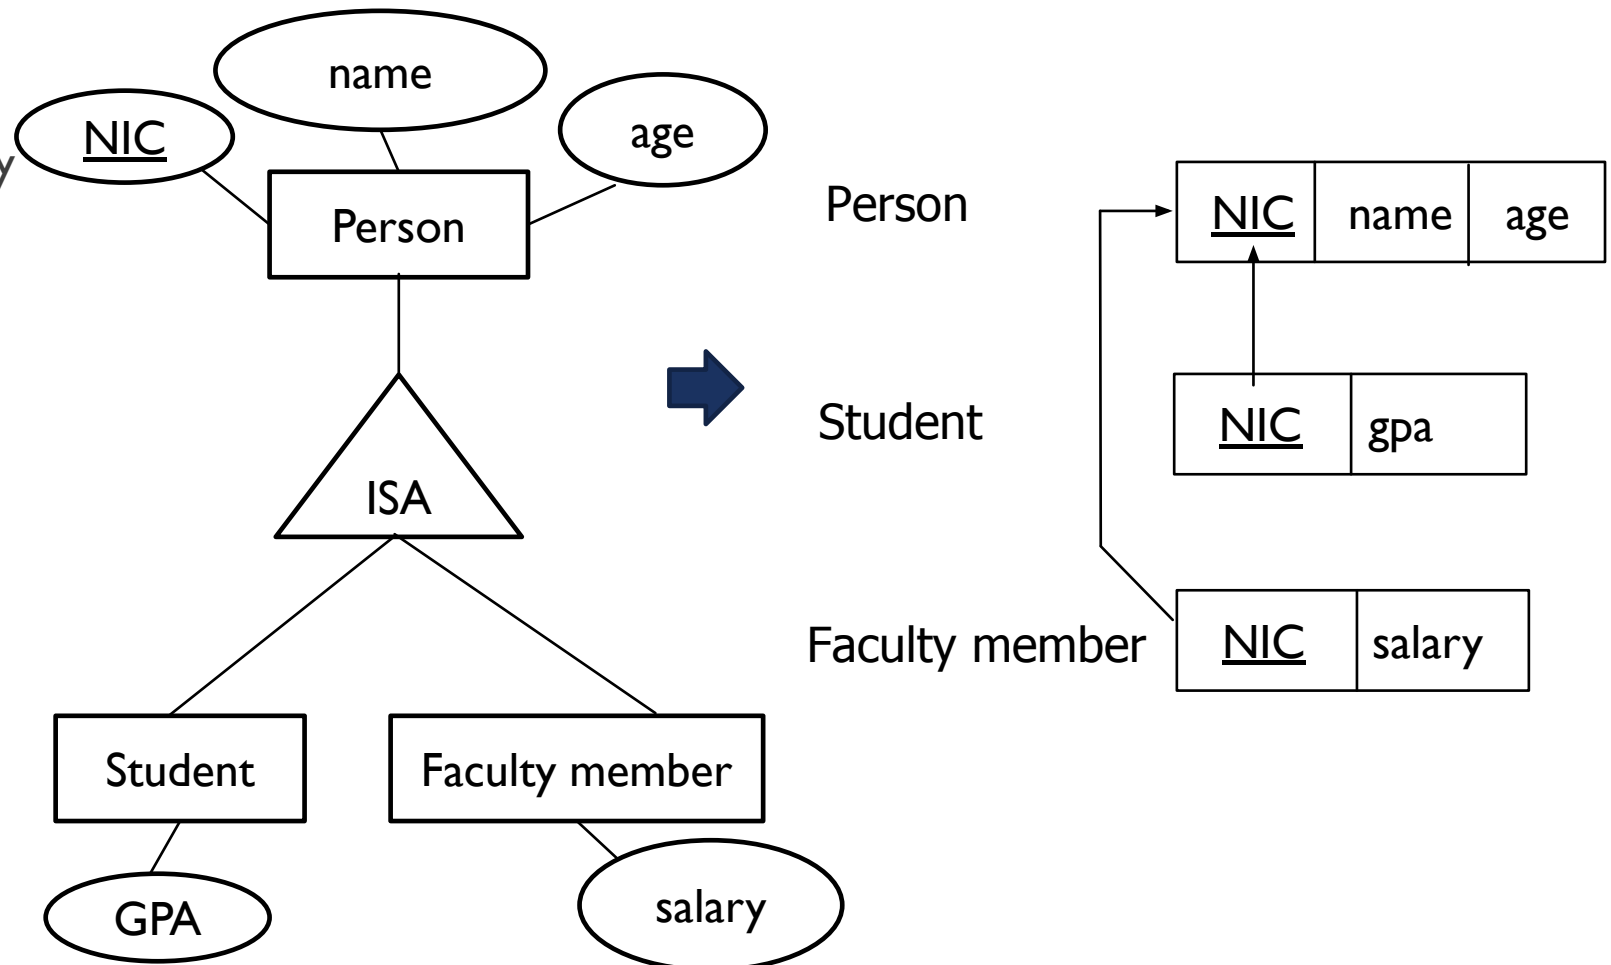 name
NIC
age
y
Person
ISA
Student
Faculty member
GPA
salary
Person
NIC name age
Student
NIC gpa
Faculty member
NIC salary